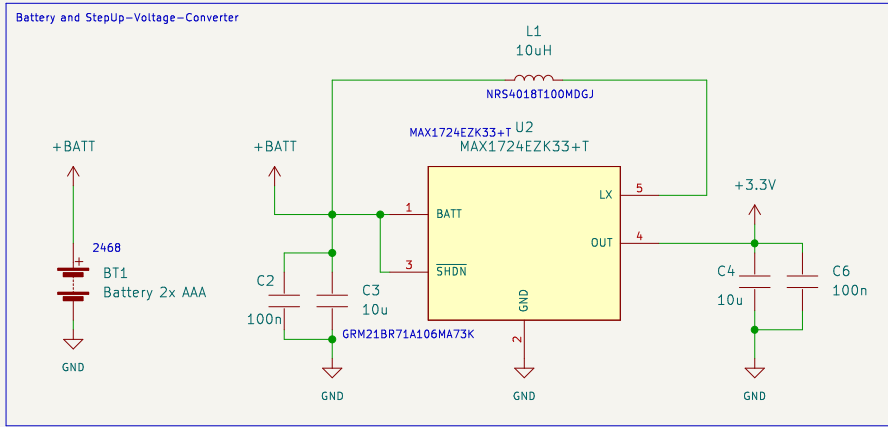 Battery and StepUp-Voltage-Converter
L1
10uH
NRS4018T100MDGJ
MAX1724EZK33+T
U2
MAX1724EZK33+T
+BATT
+BATT
+3.3V
1
BATT
LX
5
OUT
4
3
SHDN
GND
2
2468
+
BT1
Battery 2x AAA
GND
C2
100n
C3
10u
GRM21BR71A106MA73K
C4
10u
C6
100n
GND
GND
GND